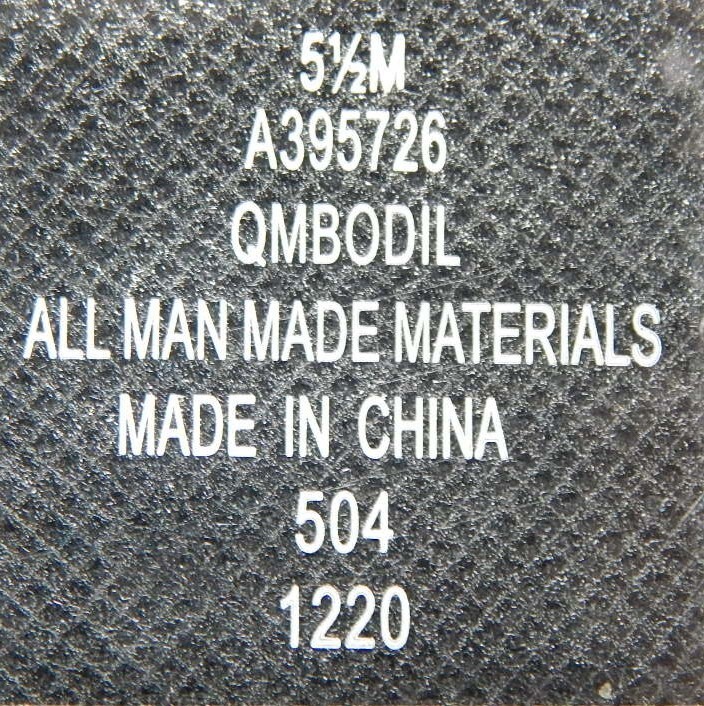 5½M
A395726
QMBODIL
ALL MAN MADE MATERIALS
MADE IN CHINA
504
1220